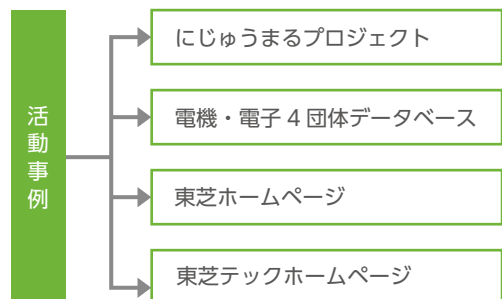 活動事例
にじゅうまるプロジェクト
電機・電子４団体データベース
東芝ホームページ
東芝テックホームページ